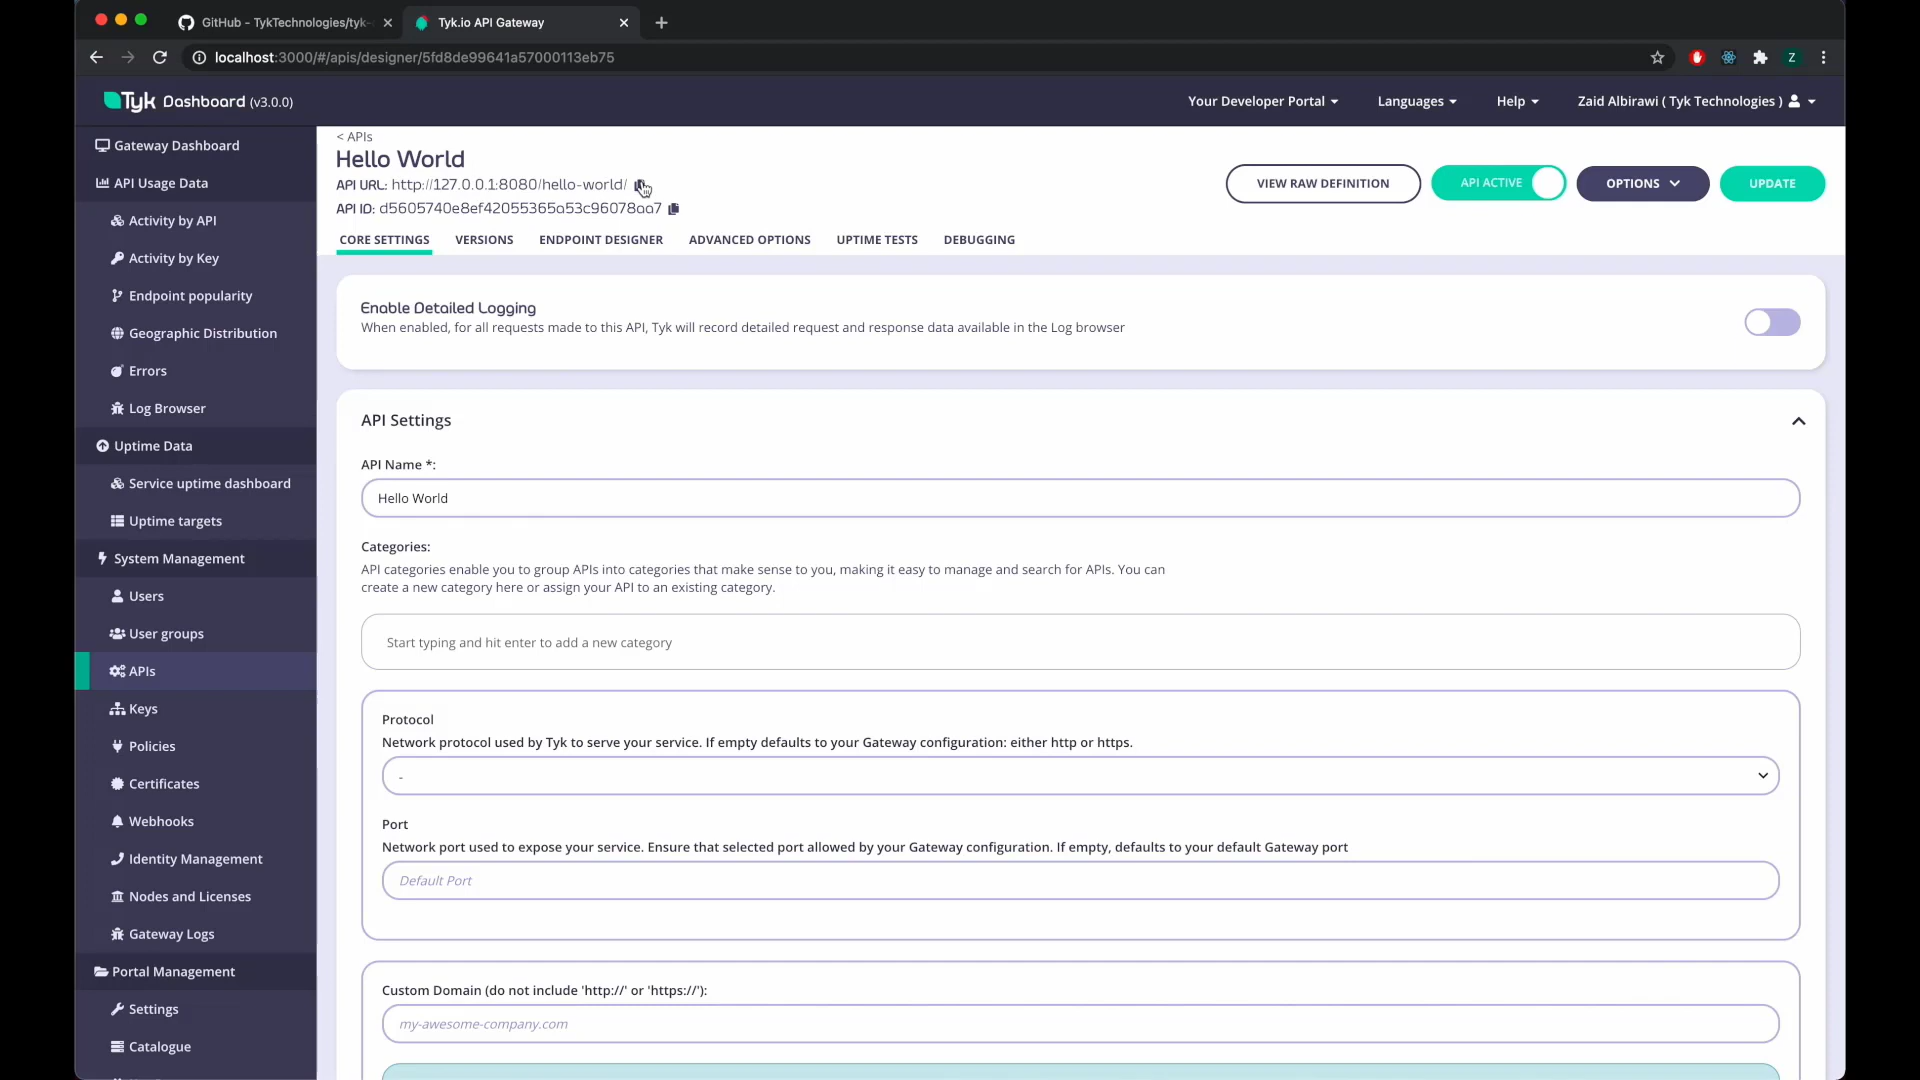 GitHub - TykTechnologies/tyk-
Tyk.io API Gateway
localhost:3000/#/apis/designer/5fd8de99641a57000113eb75
Z
Tyk Dashboard (v3.0.0)
Your Developer Portal
Languages
Help
Zaid Albirawi ( Tyk Technologies )
Gateway Dashboard
API Usage Data
Activity by API
Activity by Key
Endpoint popularity
Geographic Distribution
Errors
Log Browser
Uptime Data
Service uptime dashboard
Uptime targets
System Management
Users
User groups
APIs
Keys
Policies
Certificates
Webhooks
Identity Management
Nodes and Licenses
Gateway Logs
Portal Management
Settings
Catalogue
< APIs
Hello World
API URL: http://127.0.0.1:8080/hello-world/
API ID: d5605740e8ef42055365a53c96078aa7
VIEW RAW DEFINITION
API ACTIVE
OPTIONS
UPDATE
CORE SETTINGS
VERSIONS
ENDPOINT DESIGNER
ADVANCED OPTIONS
UPTIME TESTS
DEBUGGING
Enable Detailed Logging
When enabled, for all requests made to this API, Tyk will record detailed request and response data available in the Log browser
API Settings
API Name *:
Hello World
Categories:
API categories enable you to group APIs into categories that make sense to you, making it easy to manage and search for APIs. You can
create a new category here or assign your API to an existing category.
Start typing and hit enter to add a new category
Protocol
Network protocol used by Tyk to serve your service. If empty defaults to your Gateway configuration: either http or https.
-
Port
Network port used to expose your service. Ensure that selected port allowed by your Gateway configuration. If empty, defaults to your default Gateway port
Default Port
Custom Domain (do not include 'http://' or 'https://'):
my-awesome-company.com